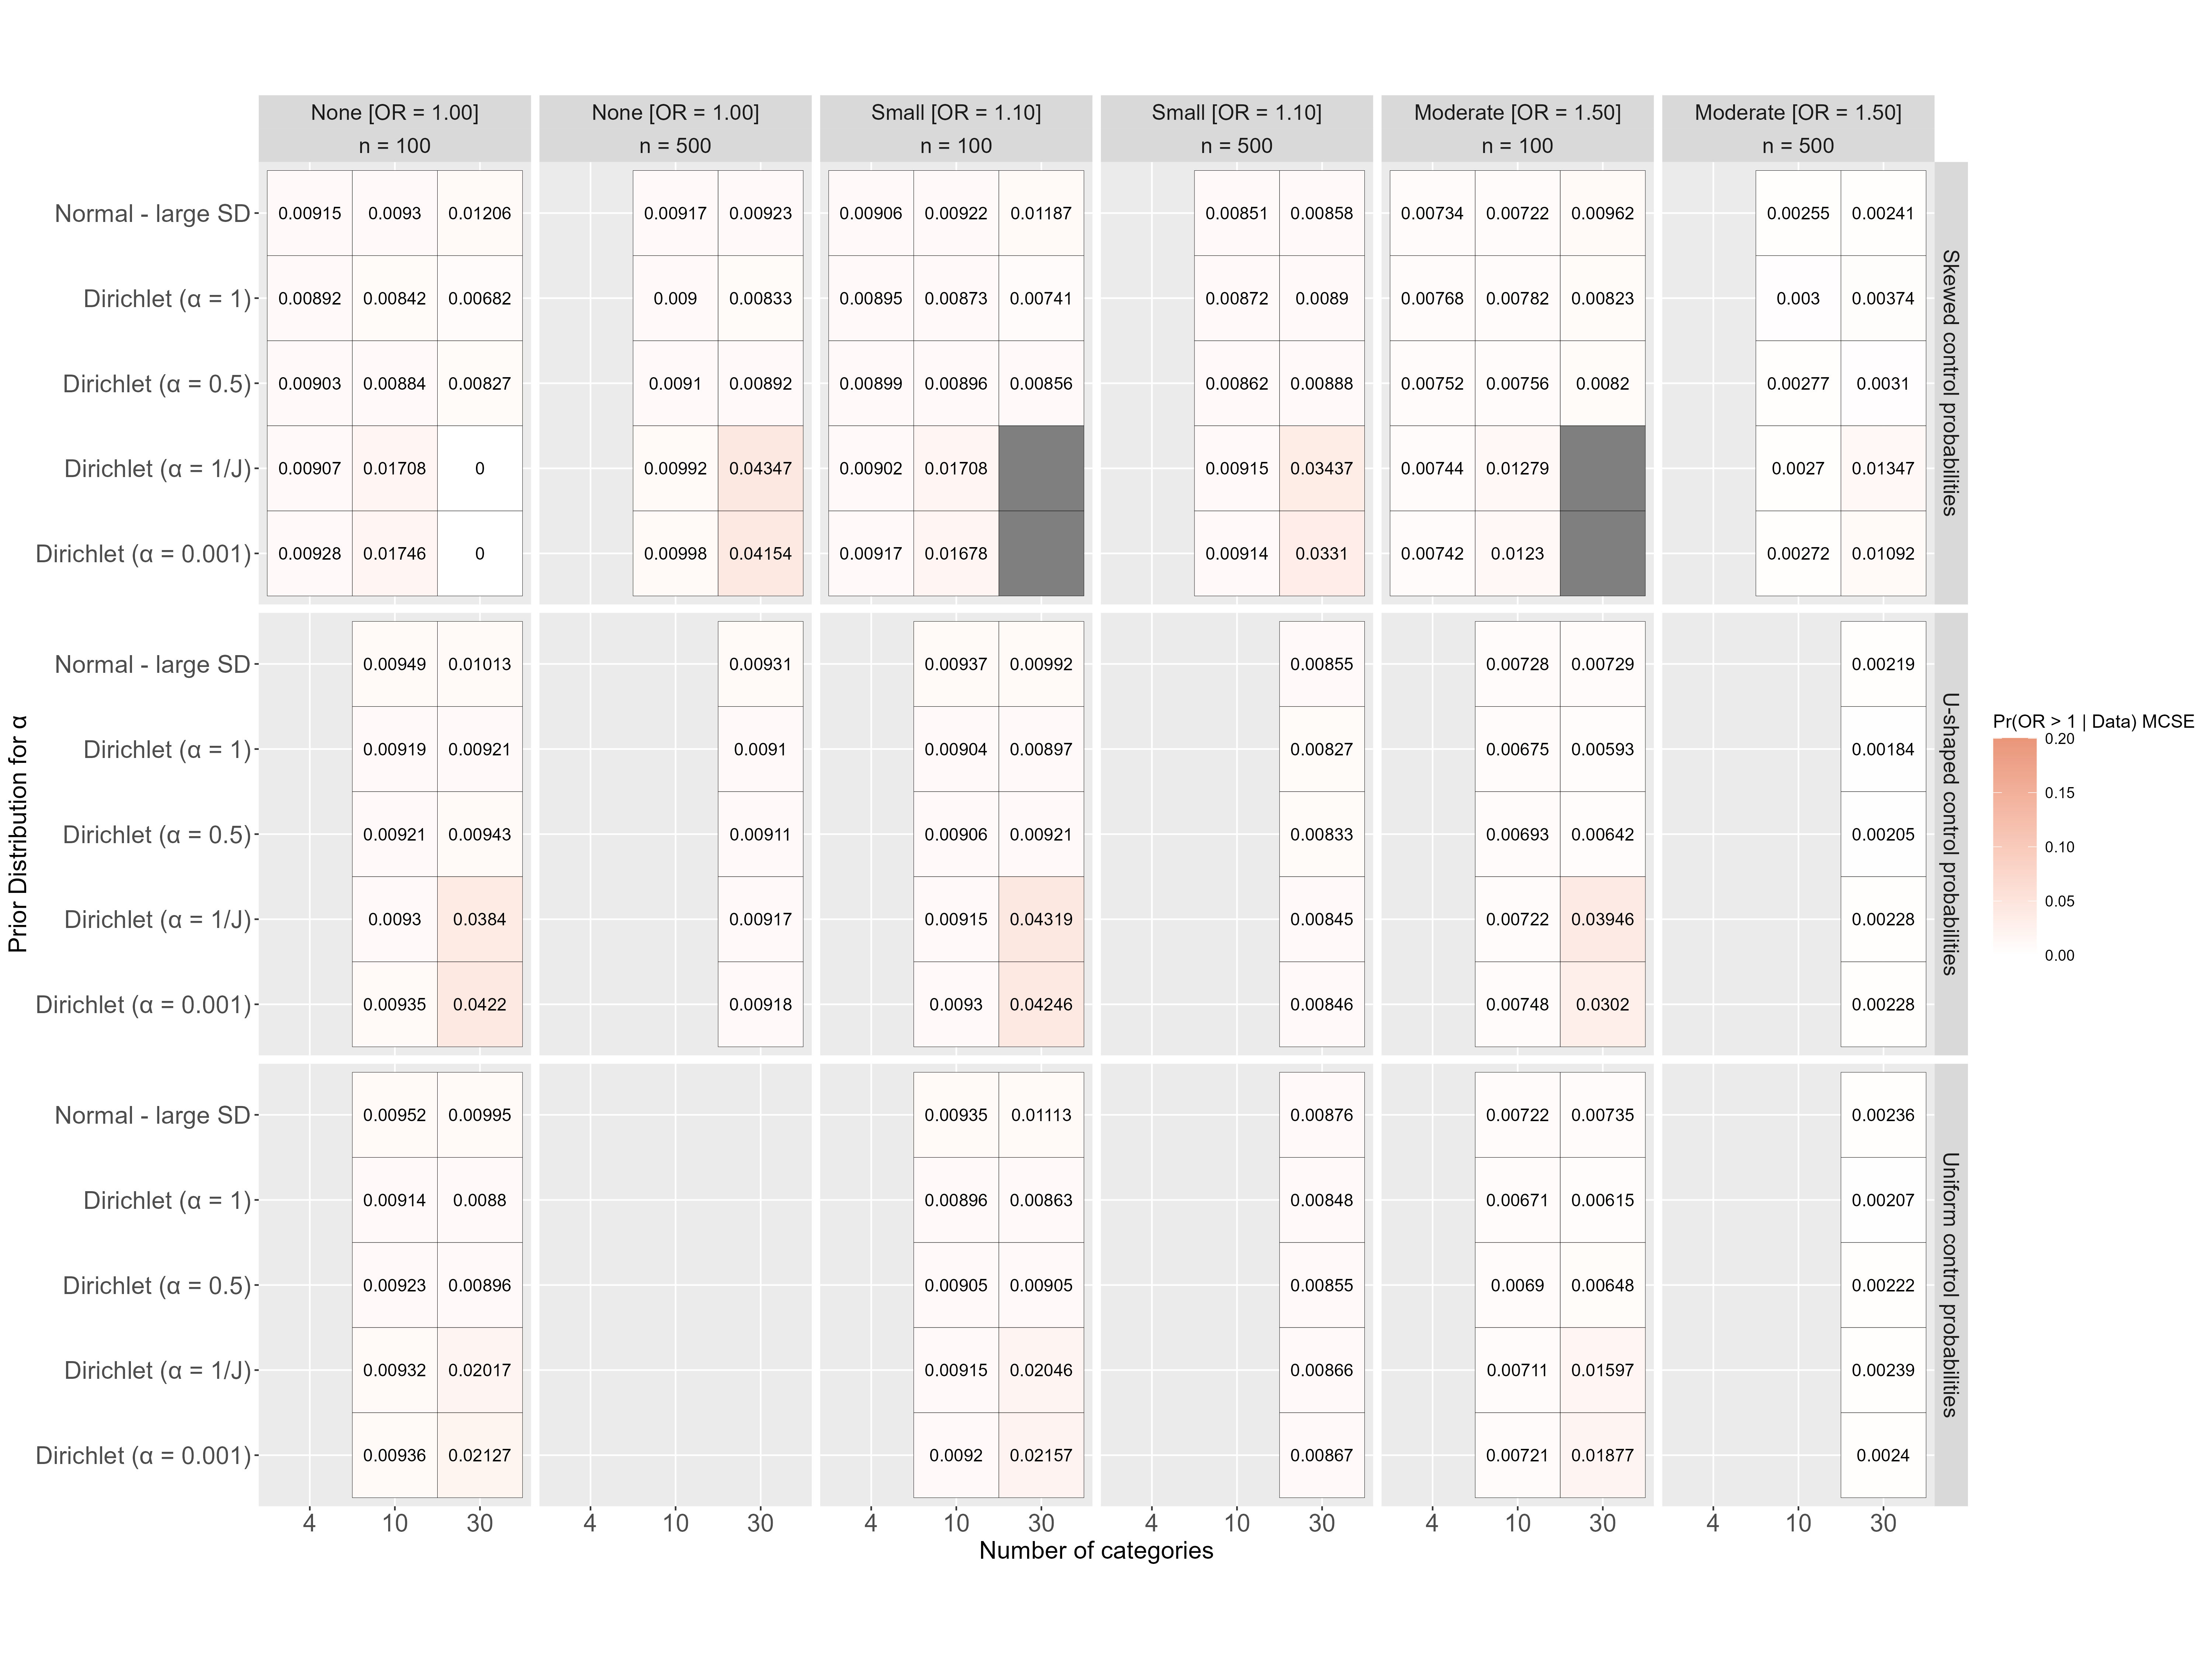 None [OR = 1.00] None [OR = 1.00] Small [OR = 1.10] Small [OR = 1.10] Moderate [OR = 1.50] Moderate [OR = 1.50]
n = 100 n = 500 n = 100 n = 500 n = 100 n = 500
Normal - large SD 0.00915 0.0093 0.01206 0.00917 0.00923 0.00906 0.00922 0.01187 0.00851 0.00858 0.00734 0.00722 0.00962 0.00255 0.00241
Dirichlet (α = 1) 0.00892 0.00842 0.00682 0.009 0.00833 0.00895 0.00873 0.00741 0.00872 0.0089 0.00768 0.00782 0.00823 0.003 0.00374
Dirichlet (α = 0.5) 0.00903 0.00884 0.00827 0.0091 0.00892 0.00899 0.00896 0.00856 0.00862 0.00888 0.00752 0.00756 0.0082 0.00277 0.0031
Dirichlet (α = 1/J) 0.00907 0.01708 0 0.00992 0.04347 0.00902 0.01708 0.00915 0.03437 0.00744 0.01279 0.0027 0.01347
Dirichlet (α = 0.001) 0.00928 0.01746 0 0.00998 0.04154 0.00917 0.01678 0.00914 0.0331 0.00742 0.0123 0.00272 0.01092
Skewed control probabilities
Normal - large SD 0.00949 0.01013 0.00931 0.00937 0.00992 0.00855 0.00728 0.00729 0.00219
Dirichlet (α = 1) 0.00919 0.00921 0.0091 0.00904 0.00897 0.00827 0.00675 0.00593 0.00184
Dirichlet (α = 0.5) 0.00921 0.00943 0.00911 0.00906 0.00921 0.00833 0.00693 0.00642 0.00205
Dirichlet (α = 1/J) 0.0093 0.0384 0.00917 0.00915 0.04319 0.00845 0.00722 0.03946 0.00228
Dirichlet (α = 0.001) 0.00935 0.0422 0.00918 0.0093 0.04246 0.00846 0.00748 0.0302 0.00228
U-shaped control probabilities
Normal - large SD 0.00952 0.00995 0.00935 0.01113 0.00876 0.00722 0.00735 0.00236
Dirichlet (α = 1) 0.00914 0.0088 0.00896 0.00863 0.00848 0.00671 0.00615 0.00207
Dirichlet (α = 0.5) 0.00923 0.00896 0.00905 0.00905 0.00855 0.0069 0.00648 0.00222
Dirichlet (α = 1/J) 0.00932 0.02017 0.00915 0.02046 0.00866 0.00711 0.01597 0.00239
Dirichlet (α = 0.001) 0.00936 0.02127 0.0092 0.02157 0.00867 0.00721 0.01877 0.0024
Uniform control probabilities
4 10 30 4 10 30 4 10 30 4 10 30 4 10 30 4 10 30
Number of categories
Prior Distribution for α
Pr(OR > 1 | Data) MCSE
0.20
0.15
0.10
0.05
0.00